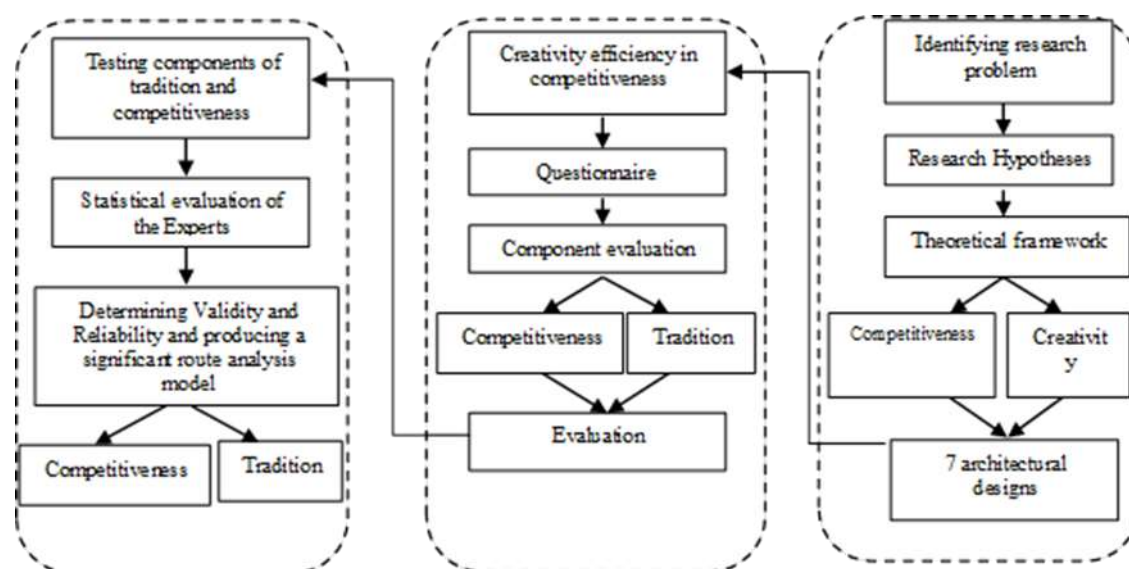 Testing components of
tradition and
competitiveness
Statistical evaluation of
the Experts
Determining Validity and
Reliability and producing a
significant route analysis
model
Competitiveness
Tradition
Creativity efficiency in
competitiveness
Questionnaire
Component evaluation
Competitiveness
Tradition
Evaluation
Identifying research
problem
Research Hypotheses
Theoretical framework
Competitiveness
Creativit
y
7 architectural
designs